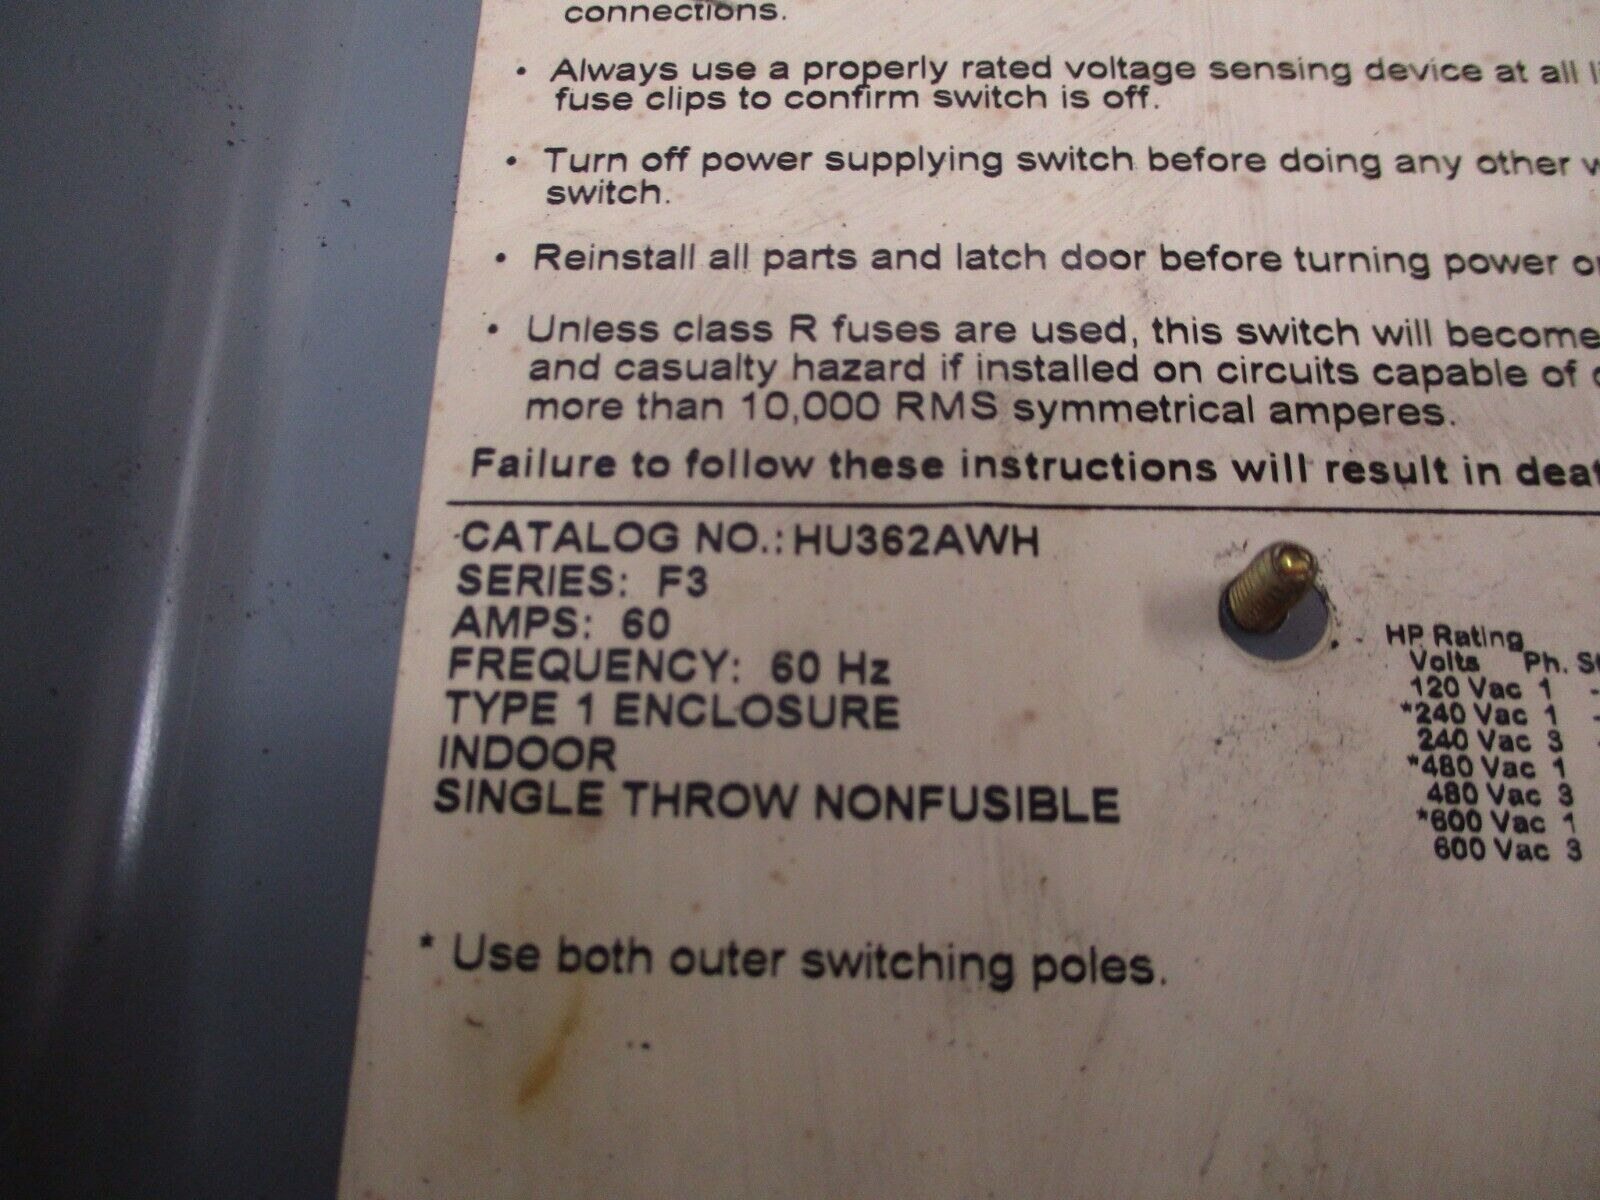 connections.
• Always use a properly rated voltage sensing device at all
fuse clips to confirm switch is off.
• Turn off power supplying switch before doing any other
switch.
• Reinstall all parts and latch door before turning power
• Unless class R fuses are used, this switch will become
and casualty hazard if installed on circuits capable of
more than 10,000 RMS symmetrical amperes.
Failure to follow these instructions will result in
CATALOG NO.: HU362AWH
SERIES: F3
AMPS: 60
FREQUENCY: 60 Hz
TYPE 1 ENCLOSURE
INDOOR
SINGLE THROW NONFUSIBLE
HP. Rating
Volts Ph.
120 Vac 1
*240 Vac 1
240 Vac 3
*480 Vac 1
480 Vac 3
*600 Vac 1
600 Vac 3
* Use both outer switching poles.